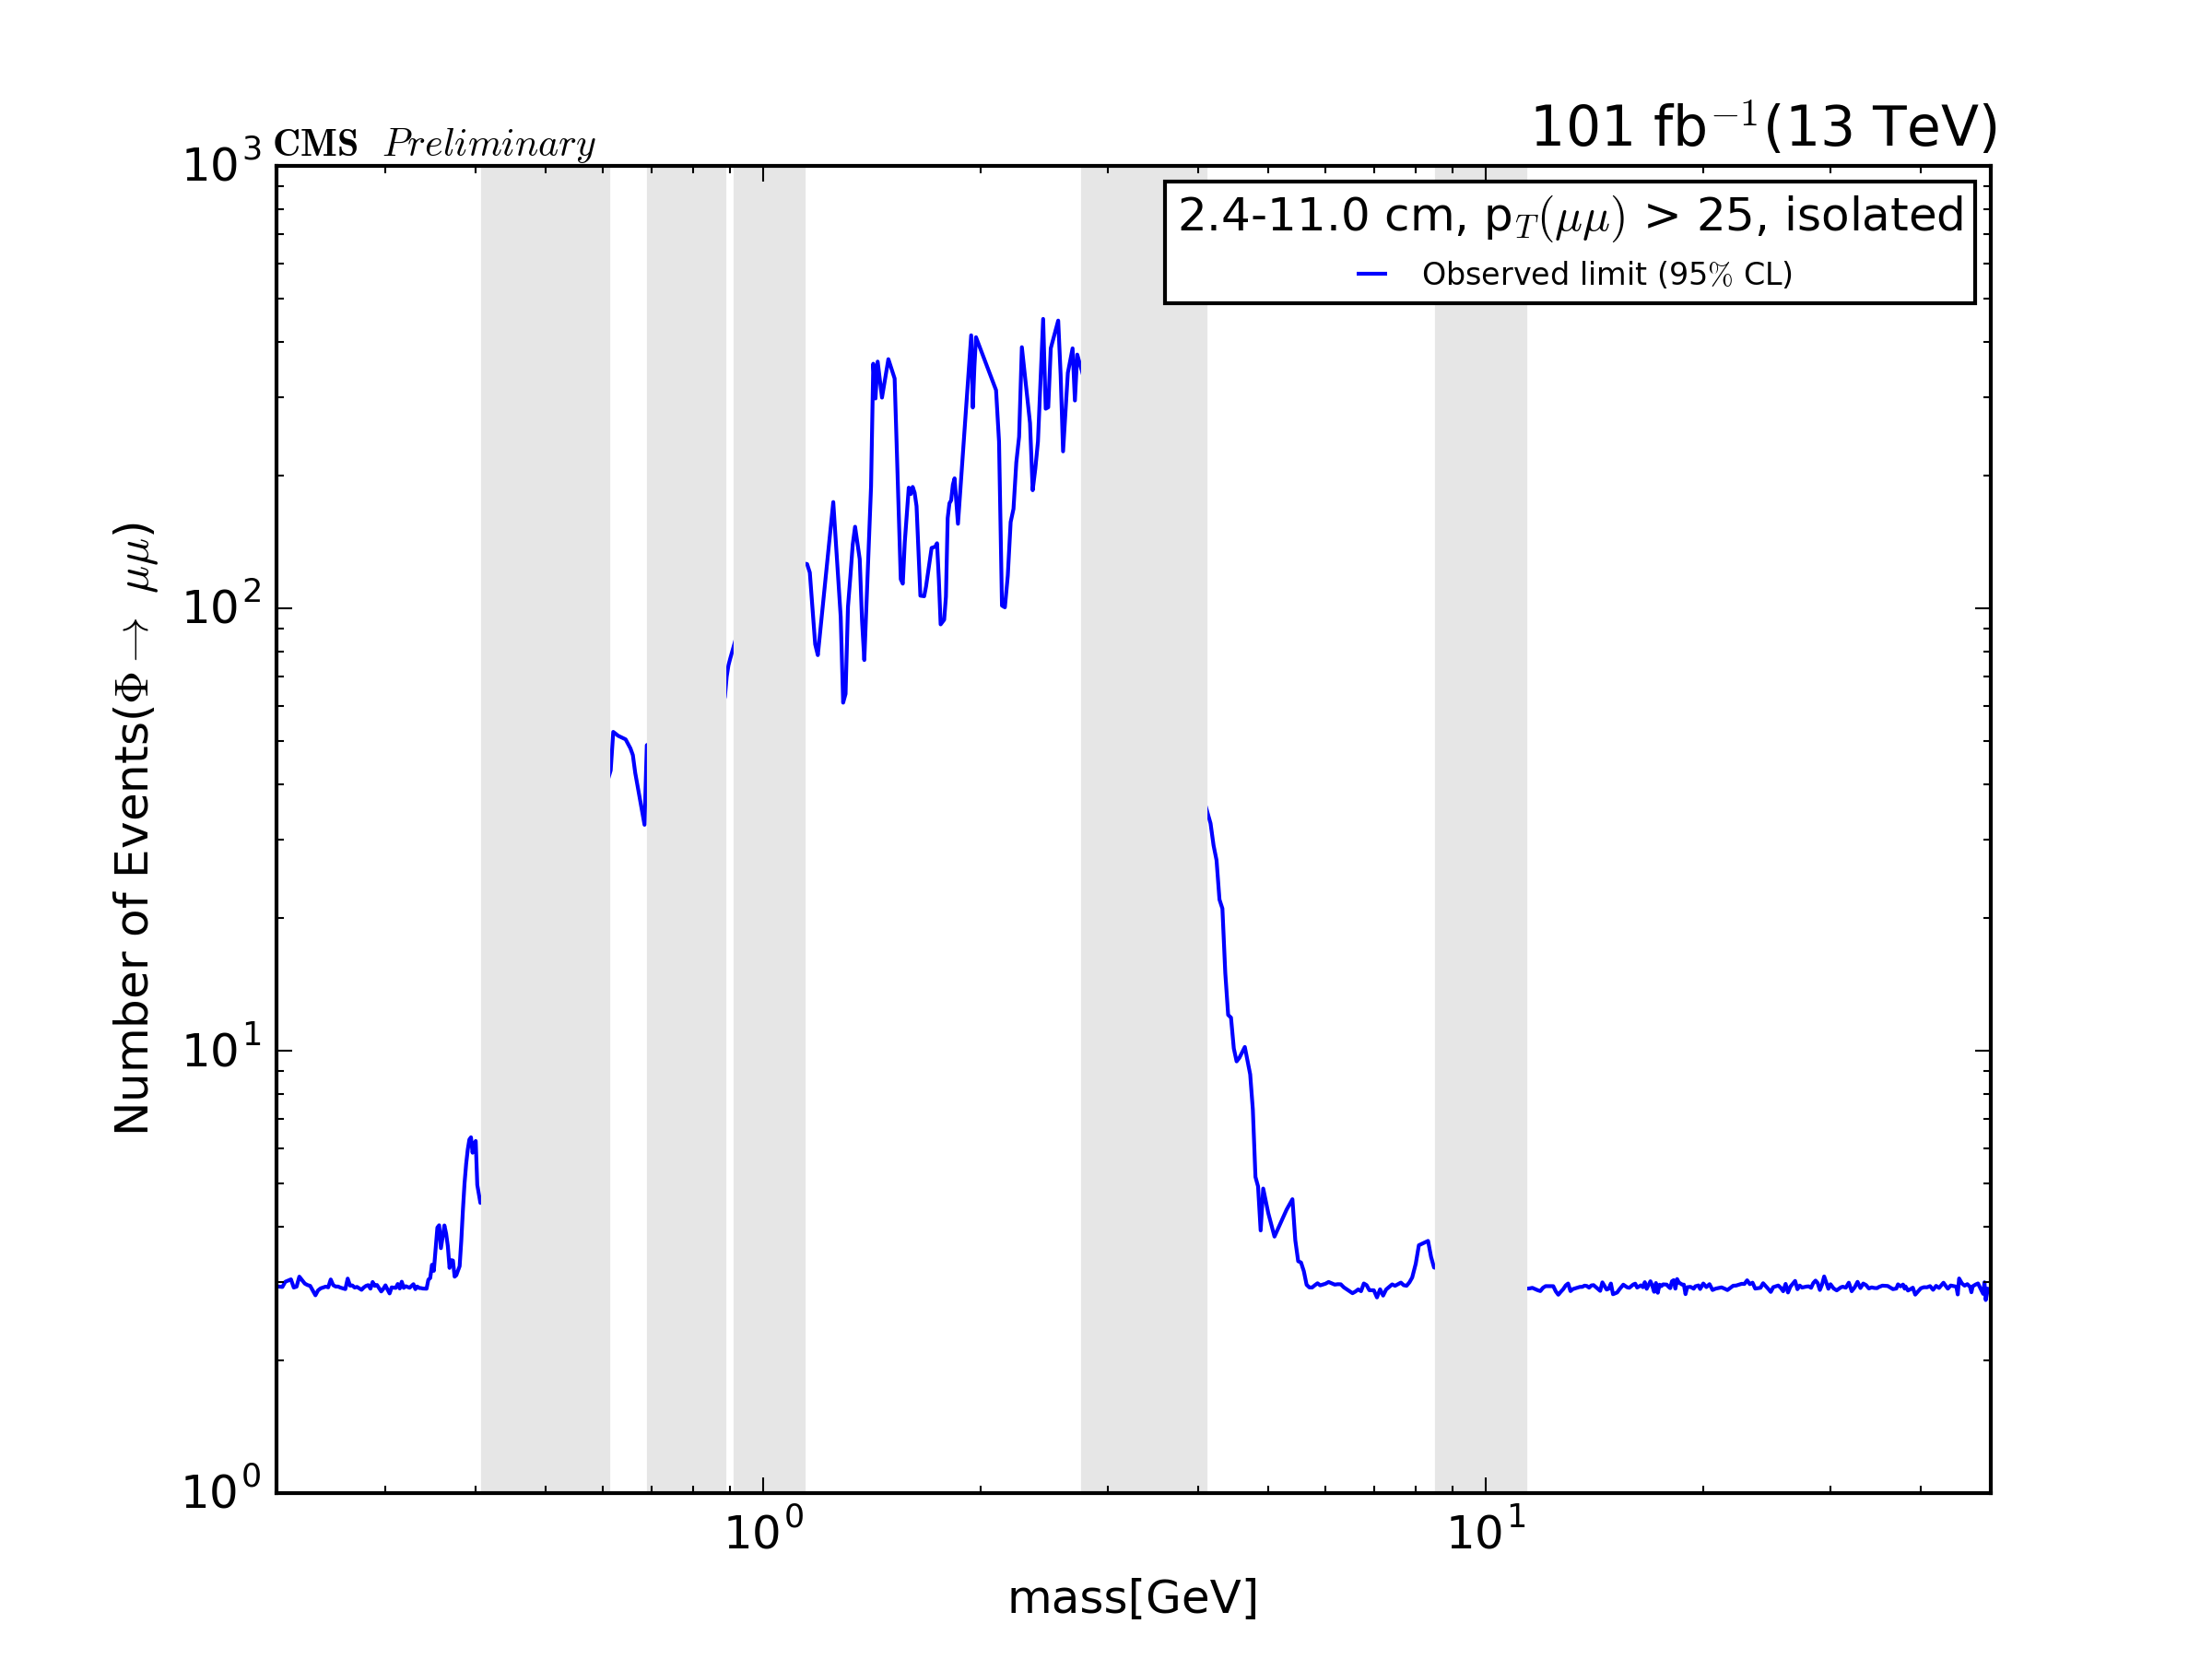 CMS Preliminary
101 fb⁻¹(13 TeV)
2.4-11.0 cm, p_T(μμ) > 25, isolated
Observed limit (95% CL)
Number of Events(Φ→ μμ)
10³
10²
10¹
10⁰
10⁰ 10¹
mass[GeV]